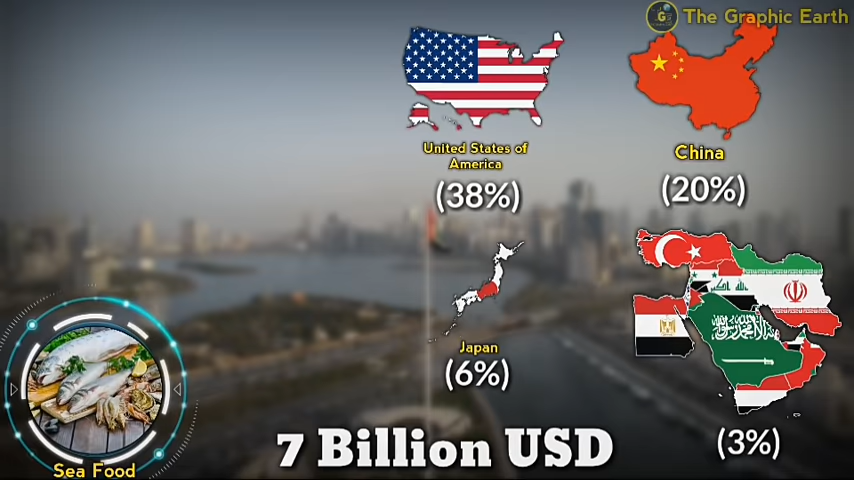 The Graphic Earth
United States of
America
(38%)
China
(20%)
Japan
(6%)
(3%)
7 Billion USD
Sea Food